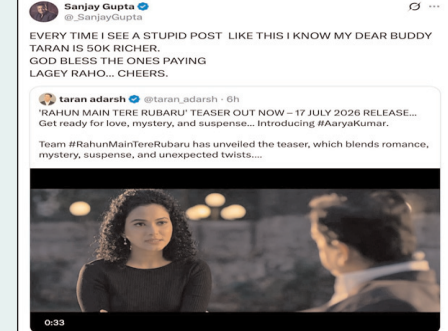 Sanjay Gupta
@_SanjayGupta
EVERY TIME I SEE A STUPID POST LIKE THIS I KNOW MY DEAR BUDDY
TARAN IS 50K RICHER.
GOD BLESS THE ONES PAYING
LAGEY RAHO... CHEERS.
taran adarsh @taran_adarsh · 6h
'RAHUN MAIN TERE RUBARU' TEASER OUT NOW – 17 JULY 2026 RELEASE...
Get ready for love, mystery, and suspense... Introducing #AaryaKumar.
Team #RahunMainTereRubaru has unveiled the teaser, which blends romance,
mystery, suspense, and unexpected twists....
0:33